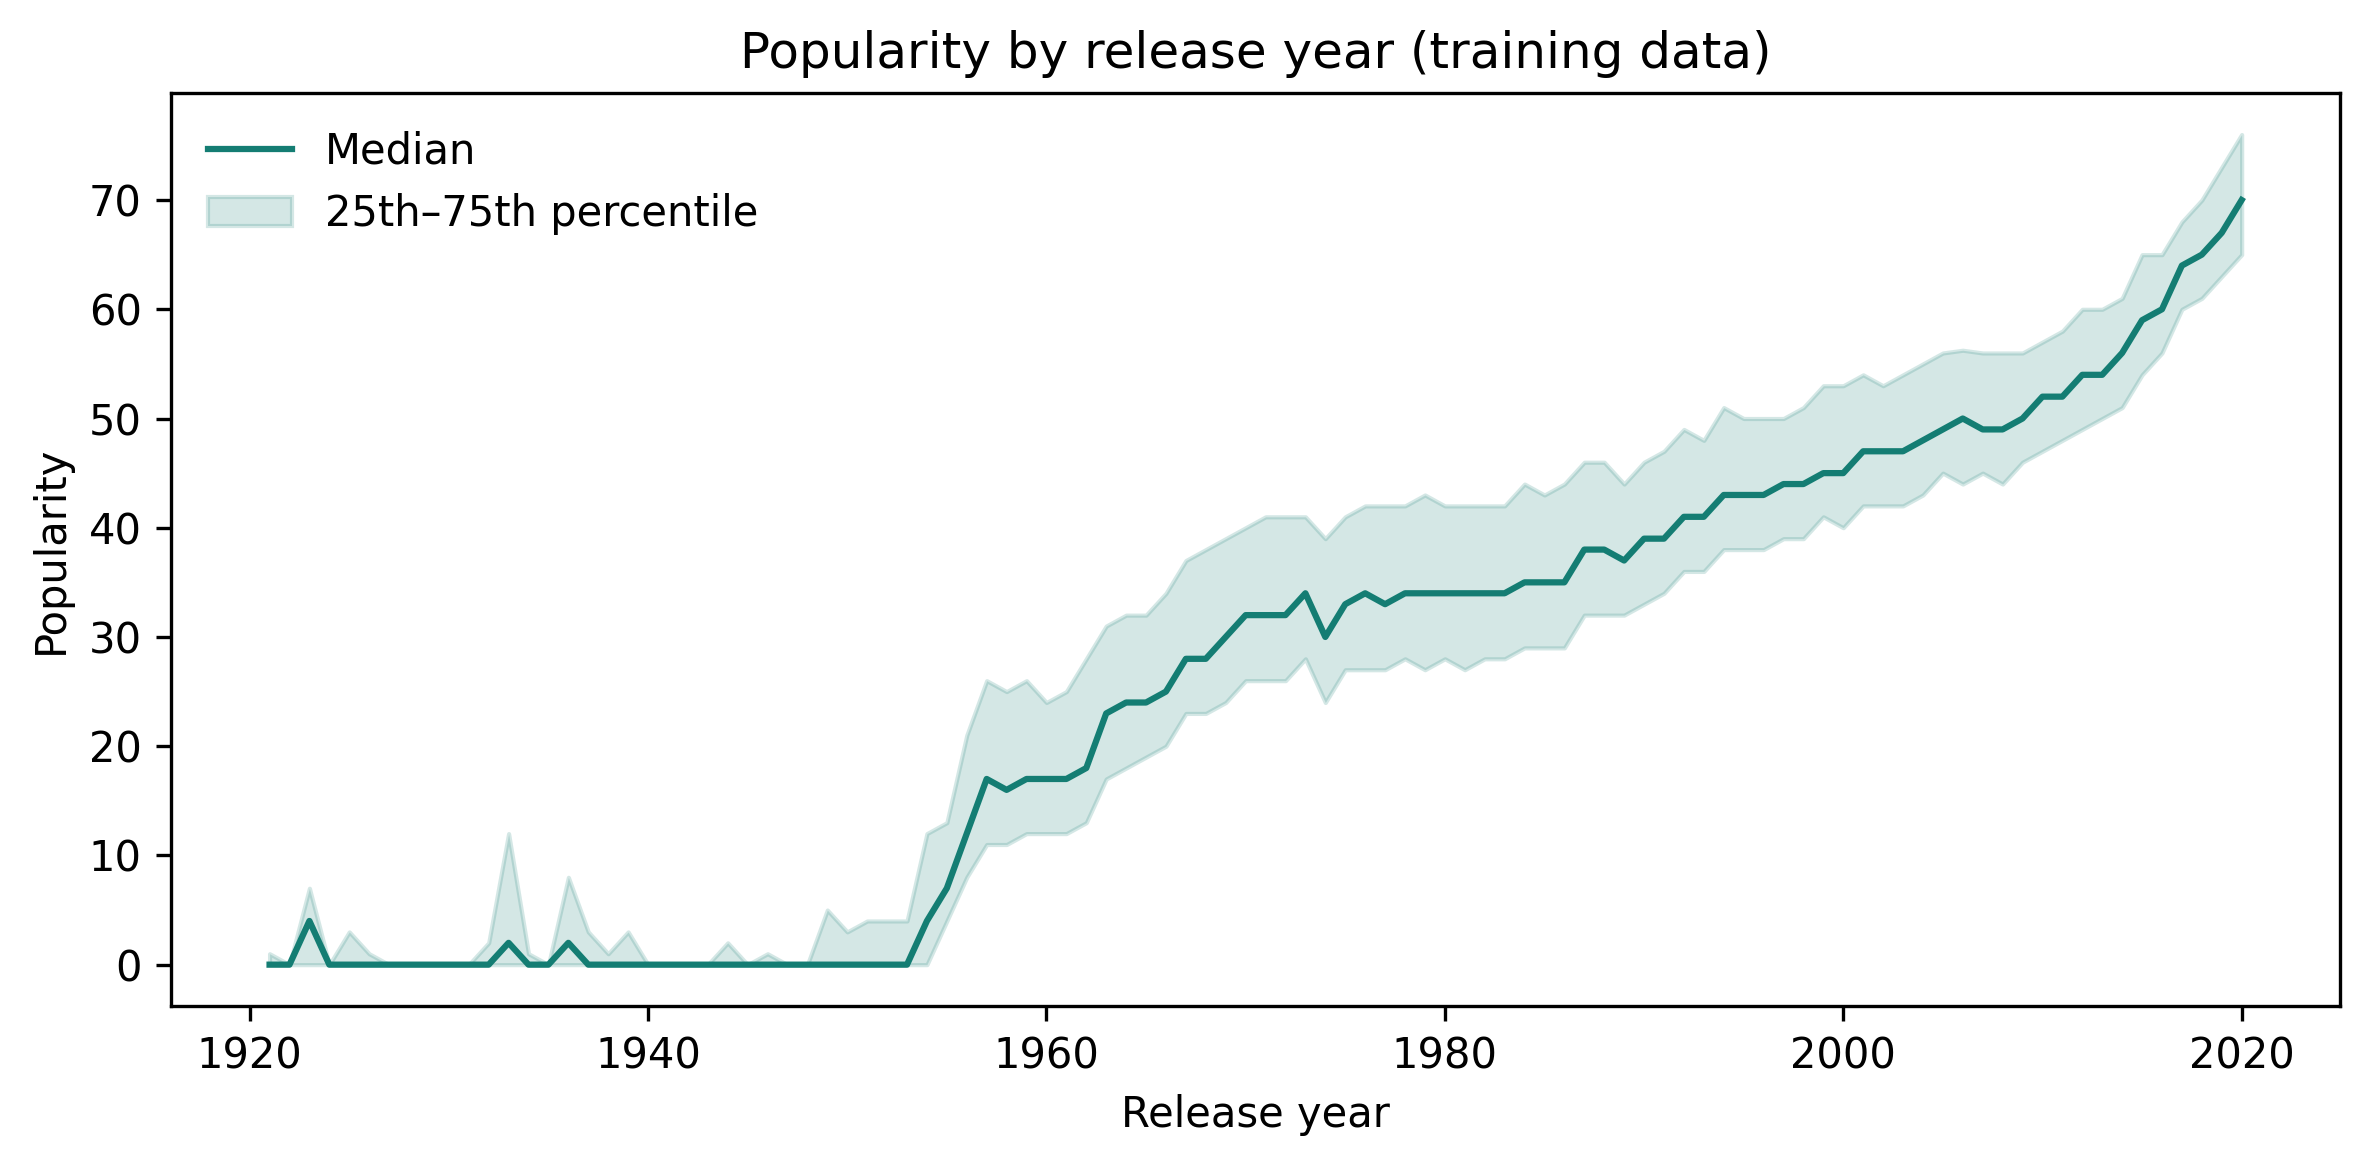 Popularity by release year (training data)
Median
25th–75th percentile
70
60
50
40
30
20
10
0
Popularity
1920 1940 1960 1980 2000 2020
Release year